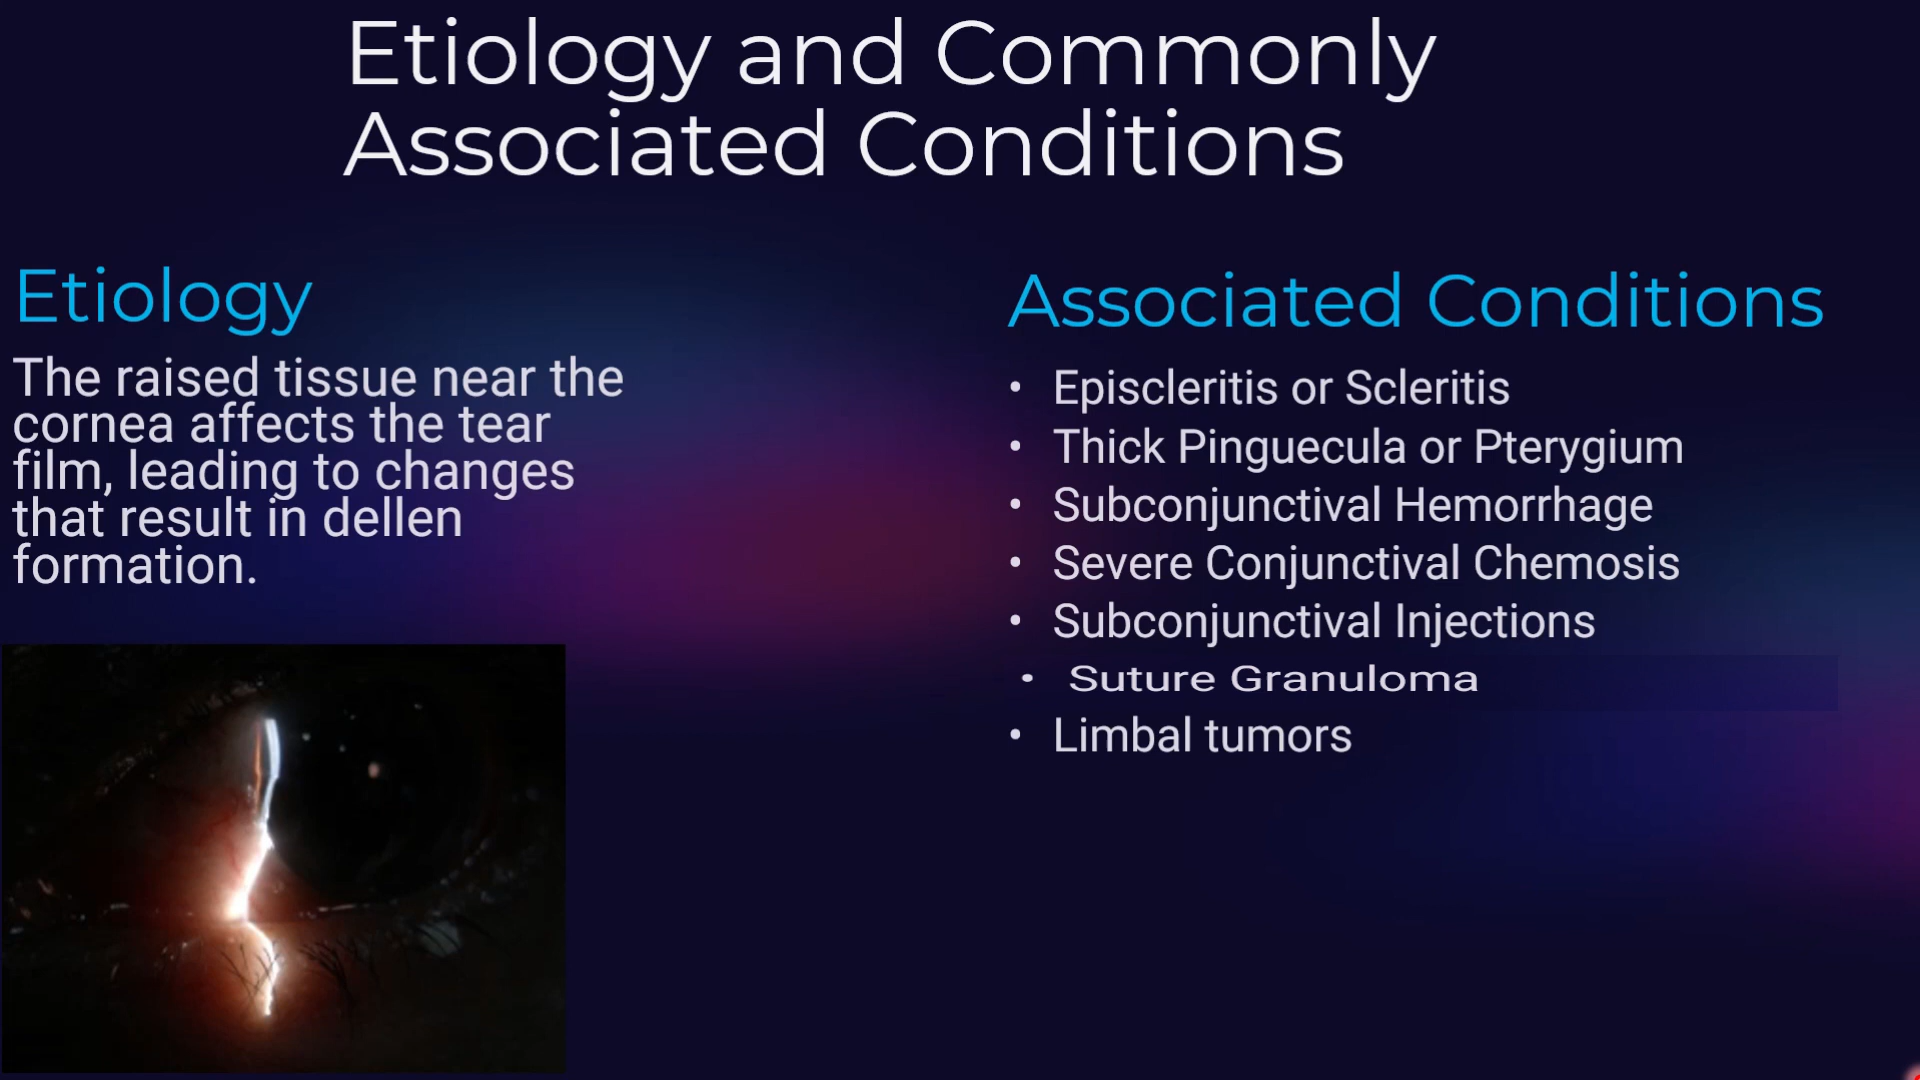 Etiology and Commonly
Associated Conditions
Etiology
The raised tissue near the
cornea affects the tear
film, leading to changes
that result in dellen
formation.
Associated Conditions
• Episcleritis or Scleritis
• Thick Pinguecula or Pterygium
• Subconjunctival Hemorrhage
• Severe Conjunctival Chemosis
• Subconjunctival Injections
• Suture Granuloma
• Limbal tumors